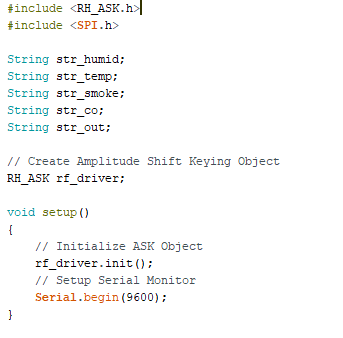 #include <RH_ASK.h>
#include <SPI.h>

String str_humid;
String str_temp;
String str_smoke;
String str_co;
String str_out;

// Create Amplitude Shift Keying Object
RH_ASK rf_driver;

void setup()
{
    // Initialize ASK Object
    rf_driver.init();
    // Setup Serial Monitor
    Serial.begin(9600);
}